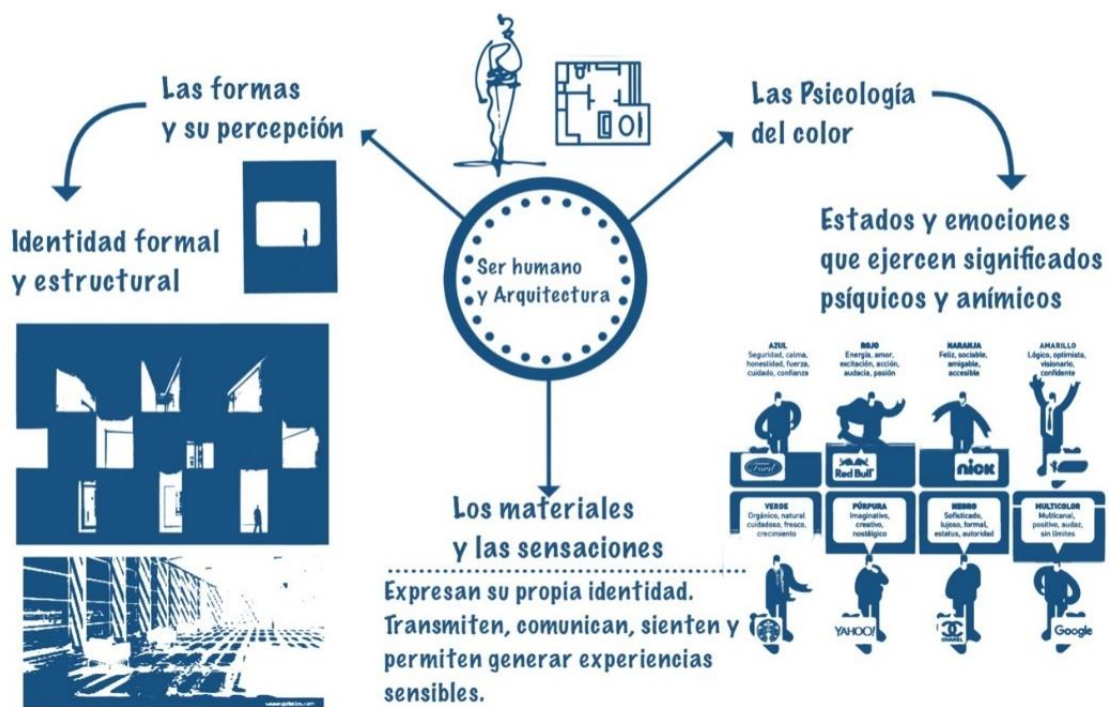 Las formas
y su percepción
Identidad formal
y estructural
Ser humano
y Arquitectura
Las Psicología
del color
Estados y emociones
que ejercen significados
psíquicos y anímicos
AZUL
Seguridad, calma,
honestidad, fuerza,
cuidado, confianza
ROJO
Energía, amor,
excitación, acción,
audacia, pasión
NARANJA
Feliz, sociable,
amigable,
accesible
AMARILLO
Lógico, optimista,
visionario,
confidente
Ford
Red Bull
nick
VERDE
Orgánico, natural
cuidadoso, fresco,
crecimiento
PÚRPURA
Imaginativo,
creativo,
nostálgico
NEGRO
Sofisticado,
lujoso, formal,
estatus, autoridad
MULTICOLOR
Multicanal,
positivo, audaz,
sin límites
YAHOO!
CHANEL
Google
Los materiales
y las sensaciones
Expresan su propia identidad.
Transmiten, comunican, sienten y
permiten generar experiencias
sensibles.